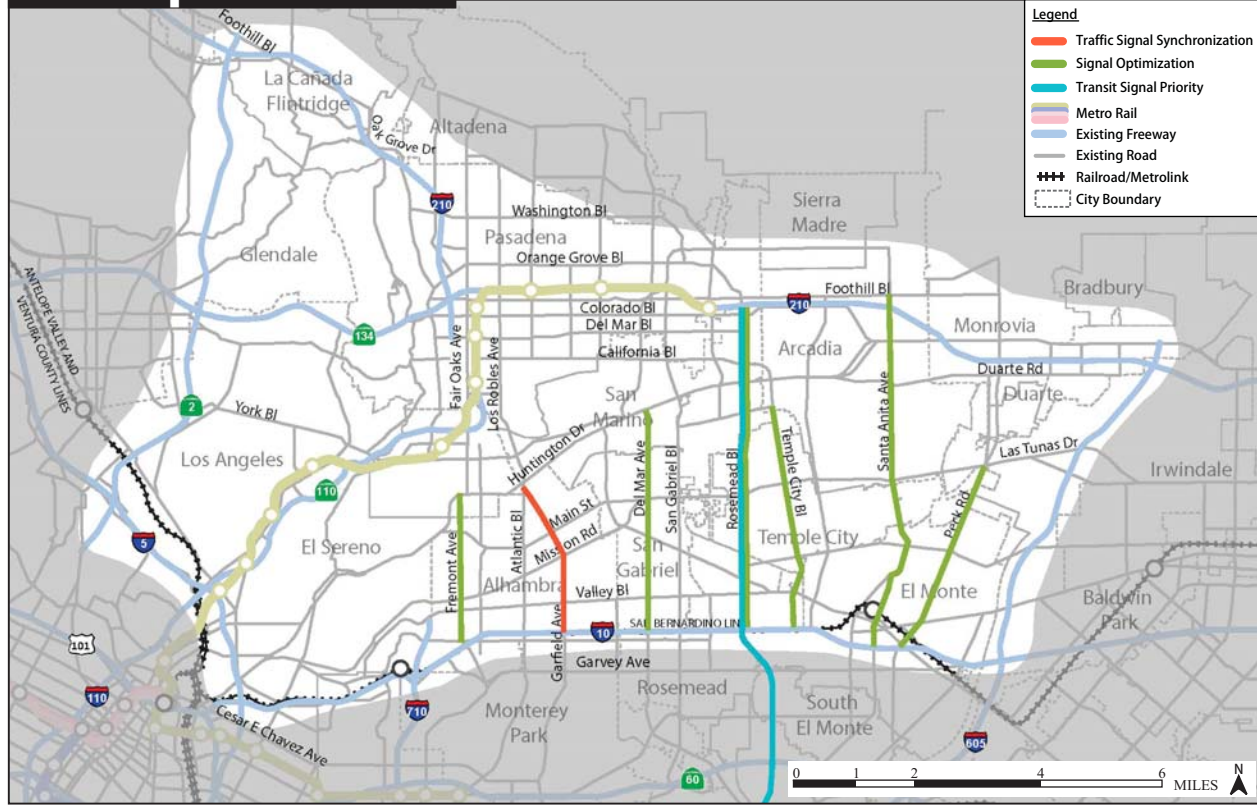 Legend
Traffic Signal Synchronization
Signal Optimization
Transit Signal Priority
Metro Rail
Existing Freeway
Existing Road
Railroad/Metrolink
City Boundary
Foothill Bl
La Cañada
Flintridge
Oak Grove Dr
Altadena
210
Washington Bl
Sierra
Madre
Pasadena
Glendale
Orange Grove Bl
ANTELOPE VALLEY AND
VENTURA COUNTY LINES
Foothill Bl
Bradbury
Colorado Bl
210
Del Mar Bl
Monrovia
134
California Bl
Arcadia
Fair Oaks Ave
Los Robles Ave
Duarte Rd
Duarte
2
York Bl
San
Marino
Huntington Dr
Santa Anita Ave
Los Angeles
Las Tunas Dr
Irwindale
110
Del Mar Ave
San Gabriel Bl
Rosemead Bl
Temple City Bl
Peck Rd
Main St
5
El Sereno
Atlantic Bl
Mission Rd
San
Gabriel
Temple City
Fremont Ave
Alhambra
Valley Bl
El Monte
Baldwin
Park
SAN BERNARDINO LIN
10
101
Garfield Ave
Garvey Ave
110
Rosemead
South
El Monte
710
Monterey
Park
Cesar E Chavez Ave
605
60
0 1 2 4 6
MILES
N